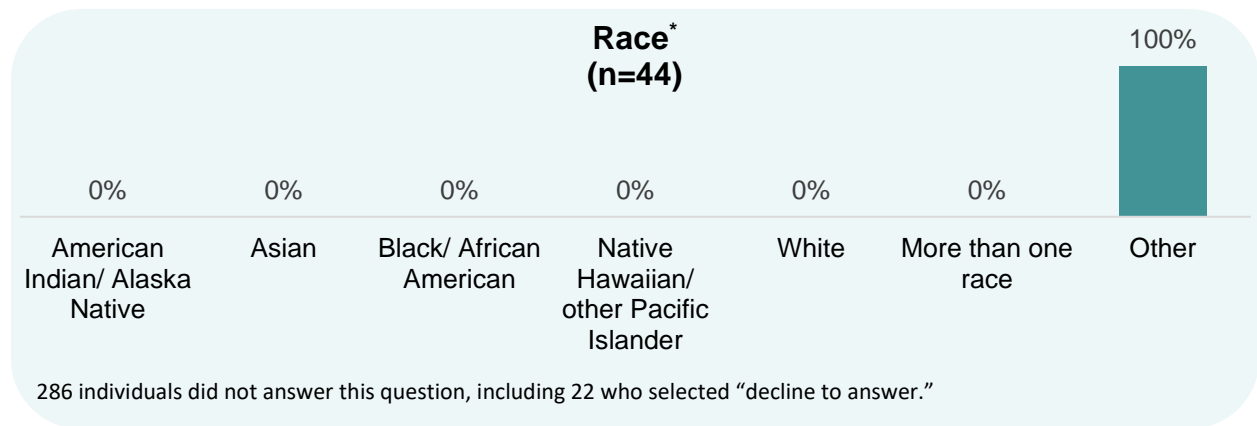 Race*
(n=44)
100%
0% 0% 0% 0% 0% 0%
American Indian/ Alaska Native
Asian
Black/ African American
Native Hawaiian/ other Pacific Islander
White
More than one race
Other
286 individuals did not answer this question, including 22 who selected “decline to answer.”